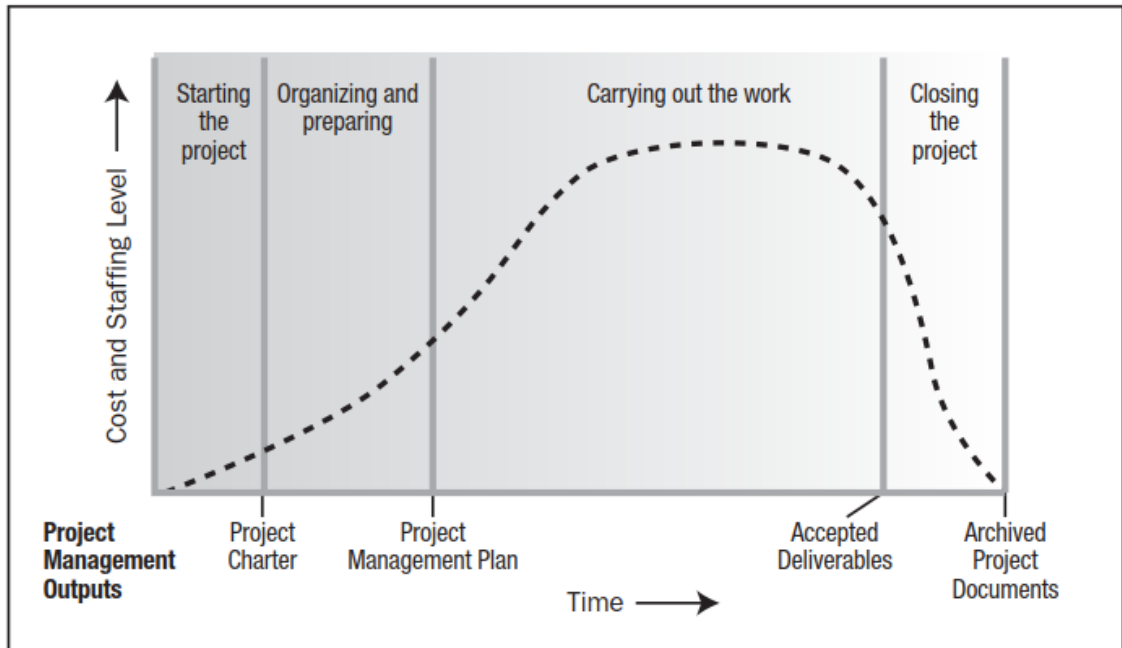 Starting
the
project
Organizing and
preparing
Carrying out the work
Closing
the
project
Cost and Staffing Level
Project
Management
Outputs
Project
Charter
Project
Management Plan
Accepted
Deliverables
Archived
Project
Documents
Time